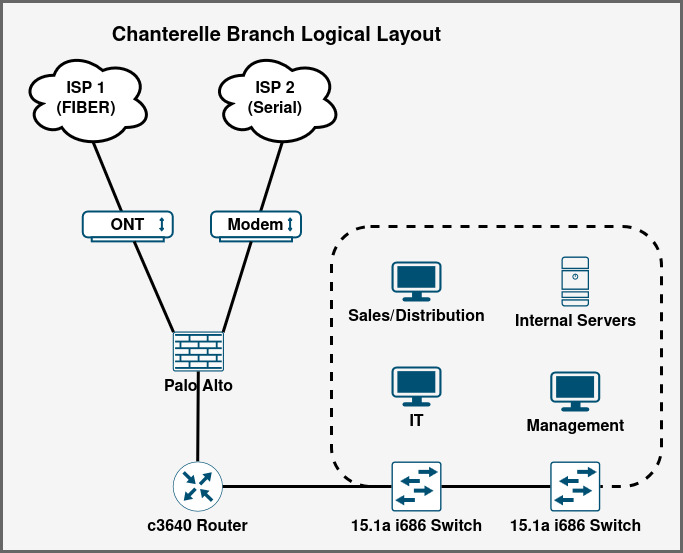 Chanterelle Branch Logical Layout
ISP 1
(FIBER)
ISP 2
(Serial)
ONT
Modem
Sales/Distribution
Internal Servers
Palo Alto
IT
Management
c3640 Router
15.1a i686 Switch
15.1a i686 Switch